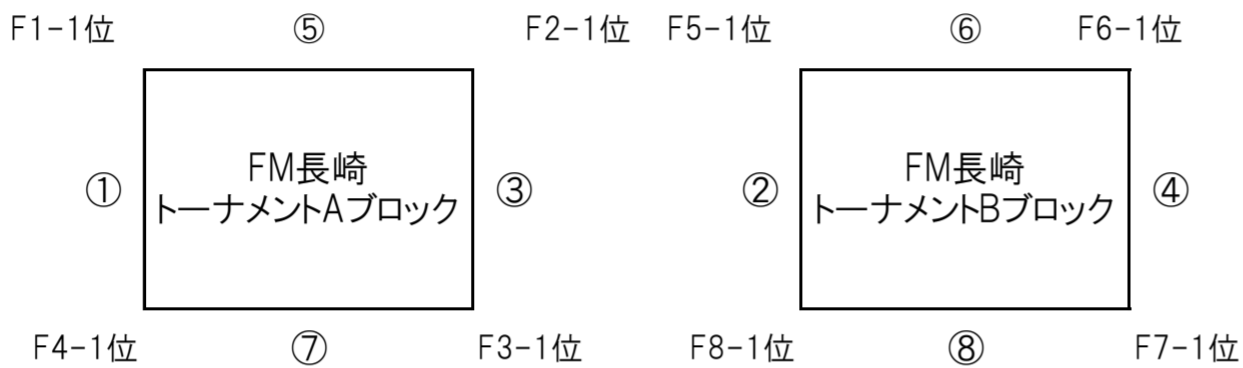 F1-1位 ⑤ F2-1位 F5-1位 ⑥ F6-1位
FM長崎
トーナメントAブロック
① ③
FM長崎
トーナメントBブロック
② ④
F4-1位 ⑦ F3-1位 F8-1位 ⑧ F7-1位